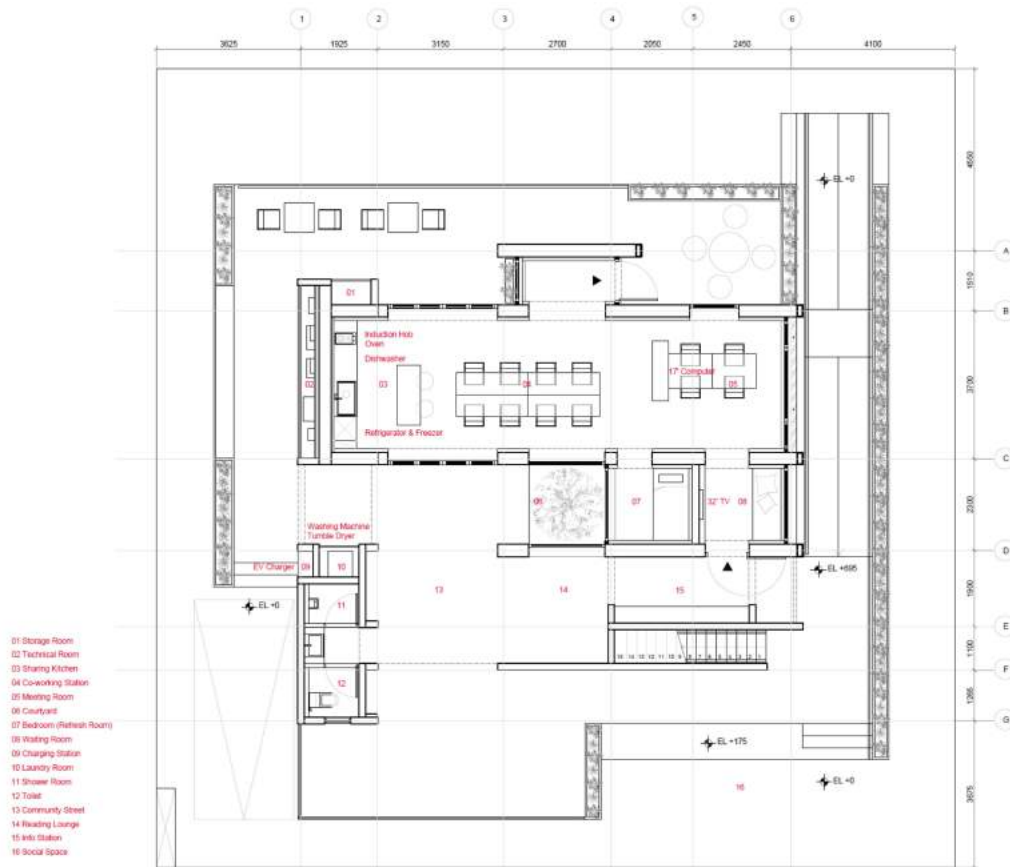 1 2 3 4 5 6
3625 1925 3150 2700 2050 2450 4100
4550
EL +0
A
1510
B
01
Induction Hob
Oven
Dishwasher
02
03
04
17" Computer
05
3700
Refrigerator & Freezer
C
06
07
32" TV
08
2300
Washing Machine
Tumble Dryer
D
EV Charger
09
10
EL +695
13
14
15
1900
EL +0
11
E
1100
F
12
1265
G
EL +175
EL +0
16
3675
01 Storage Room
02 Technical Room
03 Sharing Kitchen
04 Co-working Station
05 Meeting Room
06 Courtyard
07 Bedroom (Refresh Room)
08 Waiting Room
09 Charging Station
10 Laundry Room
11 Shower Room
12 Toilet
13 Community Street
14 Reading Lounge
15 Info Station
16 Social Space